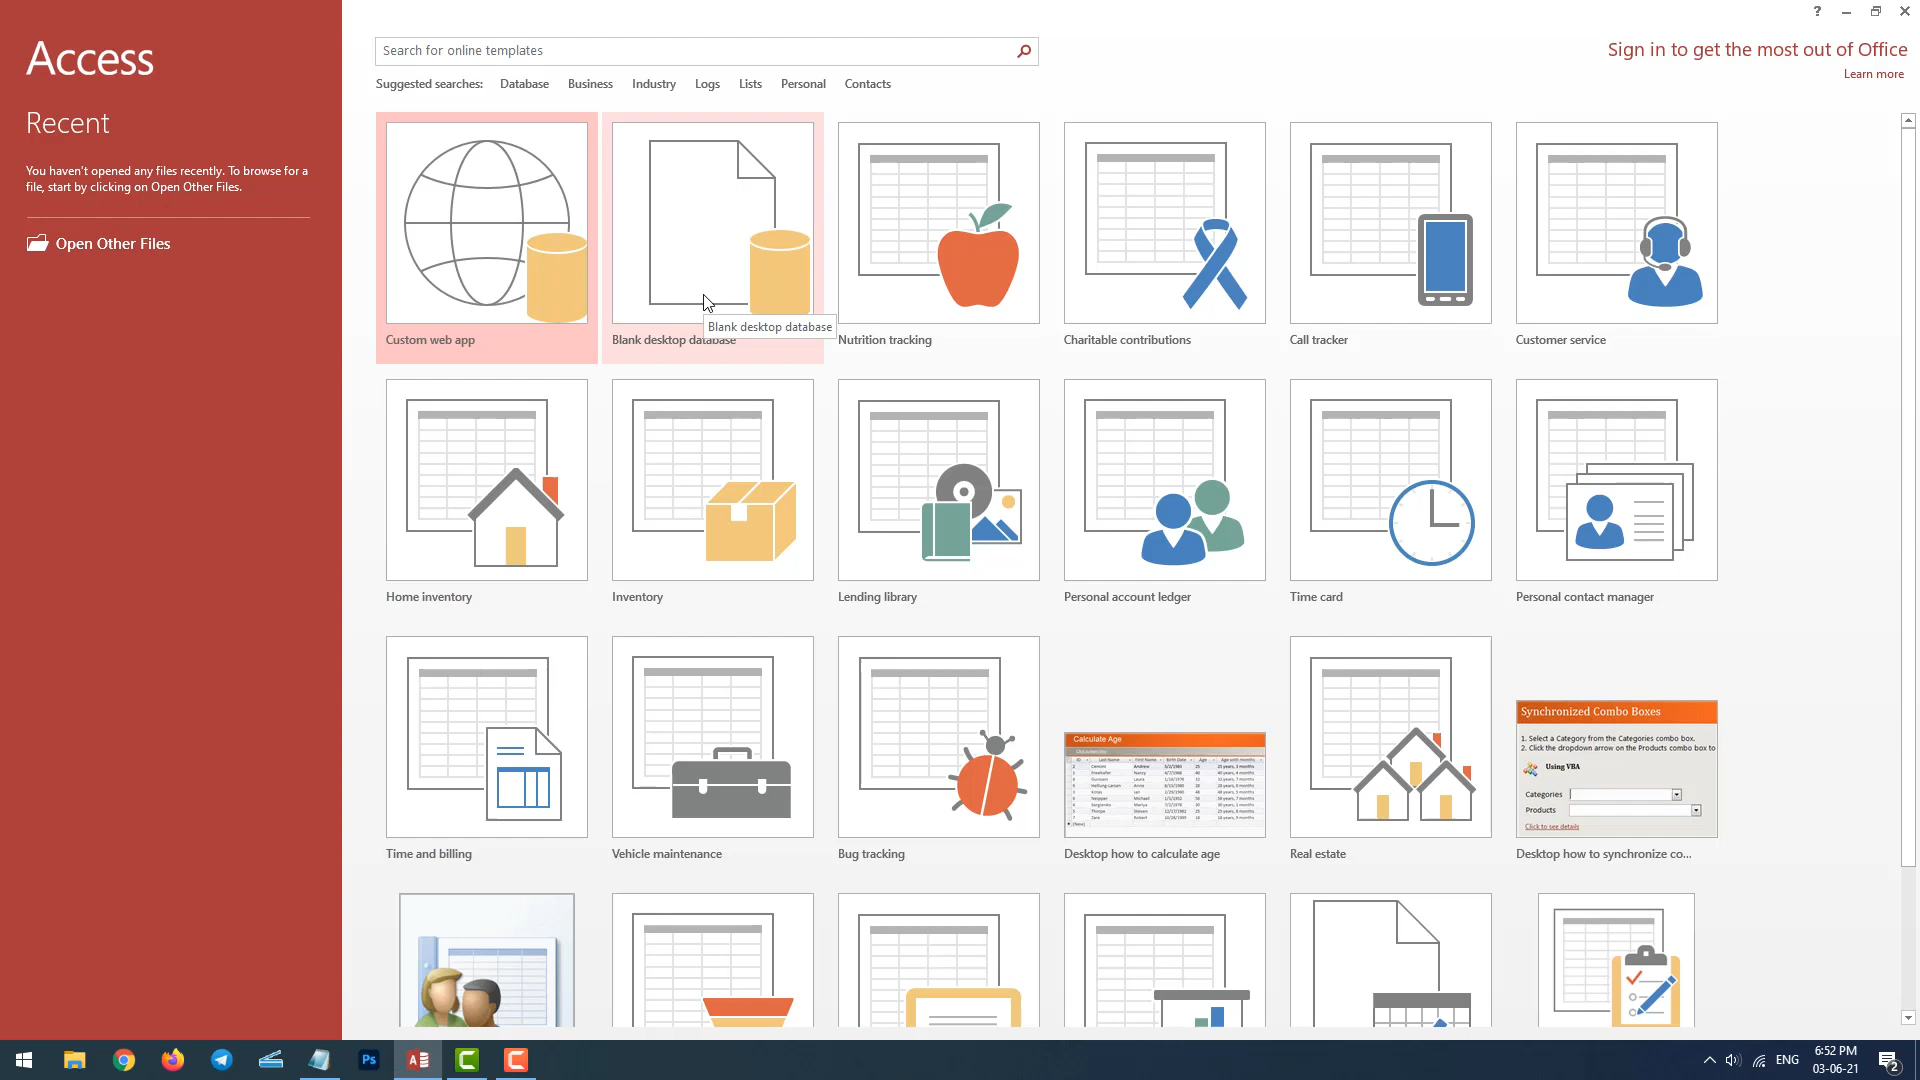 Access
Recent
You haven't opened any files recently. To browse for a
file, start by clicking on Open Other Files.
Open Other Files
?
Search for online templates
Sign in to get the most out of Office
Learn more
Suggested searches: Database Business Industry Logs Lists Personal Contacts
Blank desktop database
Custom web app
Blank desktop database
Nutrition tracking
Charitable contributions
Call tracker
Customer service
Home inventory
Inventory
Lending library
Personal account ledger
Time card
Personal contact manager
Calculate Age
Synchronized Combo Boxes
1. Select a Category from the Categories combo box.
2. Click the dropdown arrow on the Products combo box to
Using VBA
Categories
Products
Click to see details
Time and billing
Vehicle maintenance
Bug tracking
Desktop how to calculate age
Real estate
Desktop how to synchronize co...
Ps
A
C
C
ENG
6:52 PM
03-06-21
2